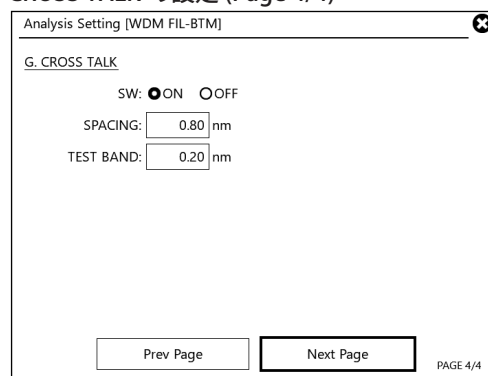 CROSS TALK の設定 (Page 4/4)
Analysis Setting [WDM FIL-BTM]
G. CROSS TALK
SW: ON OFF
SPACING: 0.80 nm
TEST BAND: 0.20 nm
Prev Page Next Page PAGE 4/4